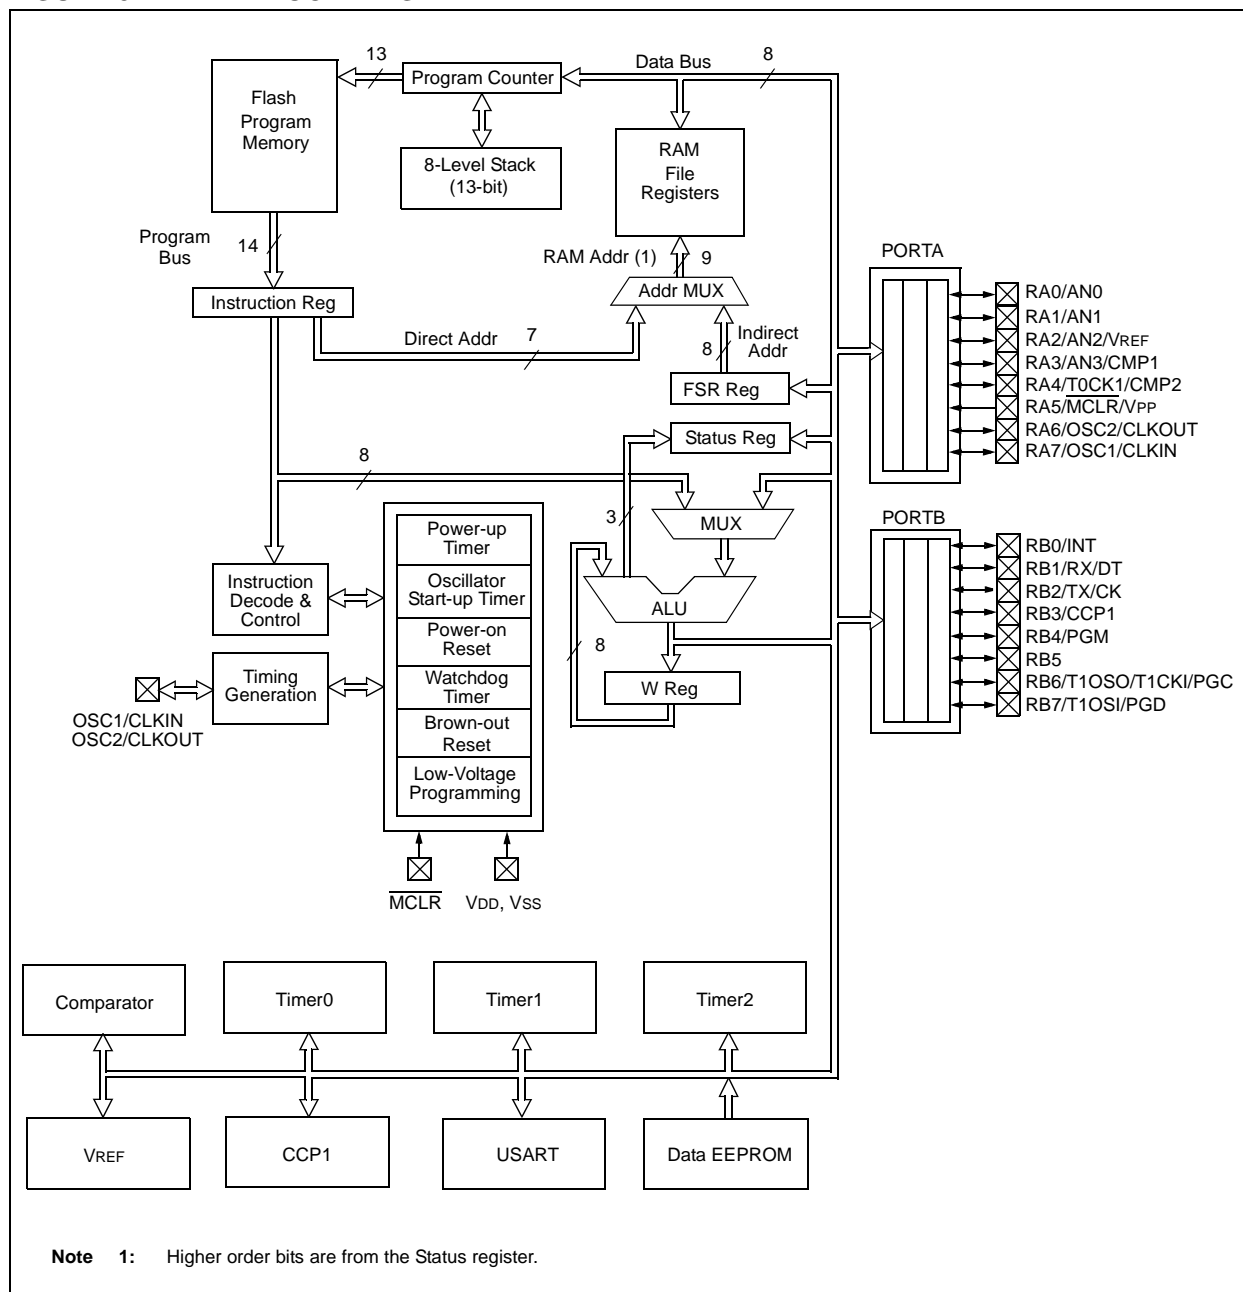 13
Program Counter
Data Bus
8
Flash
Program
Memory
8-Level Stack
(13-bit)
RAM
File
Registers
Program
Bus
14
RAM Addr (1)
9
Addr MUX
Instruction Reg
Direct Addr
7
Indirect
Addr
8
FSR Reg
Status Reg
8
3
MUX
ALU
8
W Reg
Instruction
Decode &
Control
Timing
Generation
OSC1/CLKIN
OSC2/CLKOUT
Power-up
Timer
Oscillator
Start-up Timer
Power-on
Reset
Watchdog
Timer
Brown-out
Reset
Low-Voltage
Programming
MCLR
VDD, VSS
PORTA
RA0/AN0
RA1/AN1
RA2/AN2/VREF
RA3/AN3/CMP1
RA4/T0CK1/CMP2
RA5/MCLR/VPP
RA6/OSC2/CLKOUT
RA7/OSC1/CLKIN
PORTB
RB0/INT
RB1/RX/DT
RB2/TX/CK
RB3/CCP1
RB4/PGM
RB5
RB6/T1OSO/T1CKI/PGC
RB7/T1OSI/PGD
Comparator
Timer0
Timer1
Timer2
VREF
CCP1
USART
Data EEPROM
Note 1: Higher order bits are from the Status register.